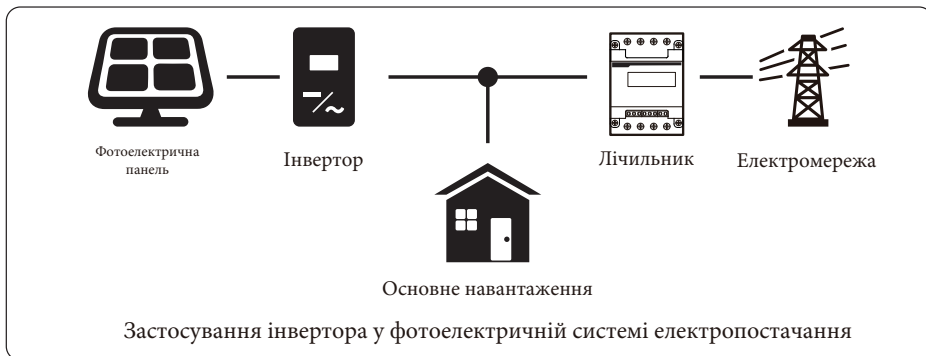 Фотоелектрична
панель
Інвертор
Лічильник
Електромережа
Основне навантаження
Застосування інвертора у фотоелектричній системі електропостачання